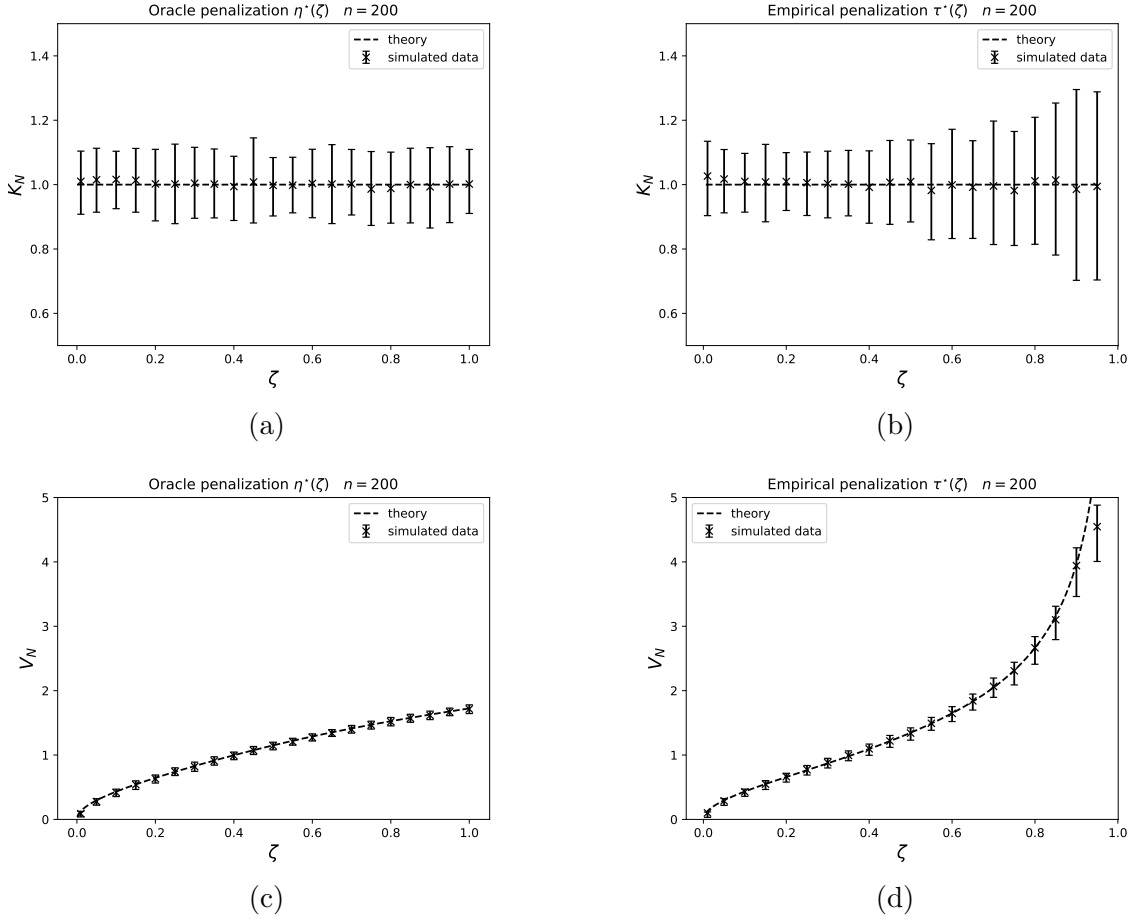 Oracle penalization η*(ζ) n = 200
K_N
1.4
1.2
1.0
0.8
0.6
theory
simulated data
0.0 0.2 0.4 0.6 0.8 1.0
ζ
(a)
Empirical penalization τ*(ζ) n = 200
K_N
1.4
1.2
1.0
0.8
0.6
theory
simulated data
0.0 0.2 0.4 0.6 0.8 1.0
ζ
(b)
Oracle penalization η*(ζ) n = 200
V_N
5
4
3
2
1
0
theory
simulated data
0.0 0.2 0.4 0.6 0.8 1.0
ζ
(c)
Empirical penalization τ*(ζ) n = 200
V_N
5
4
3
2
1
0
theory
simulated data
0.0 0.2 0.4 0.6 0.8 1.0
ζ
(d)